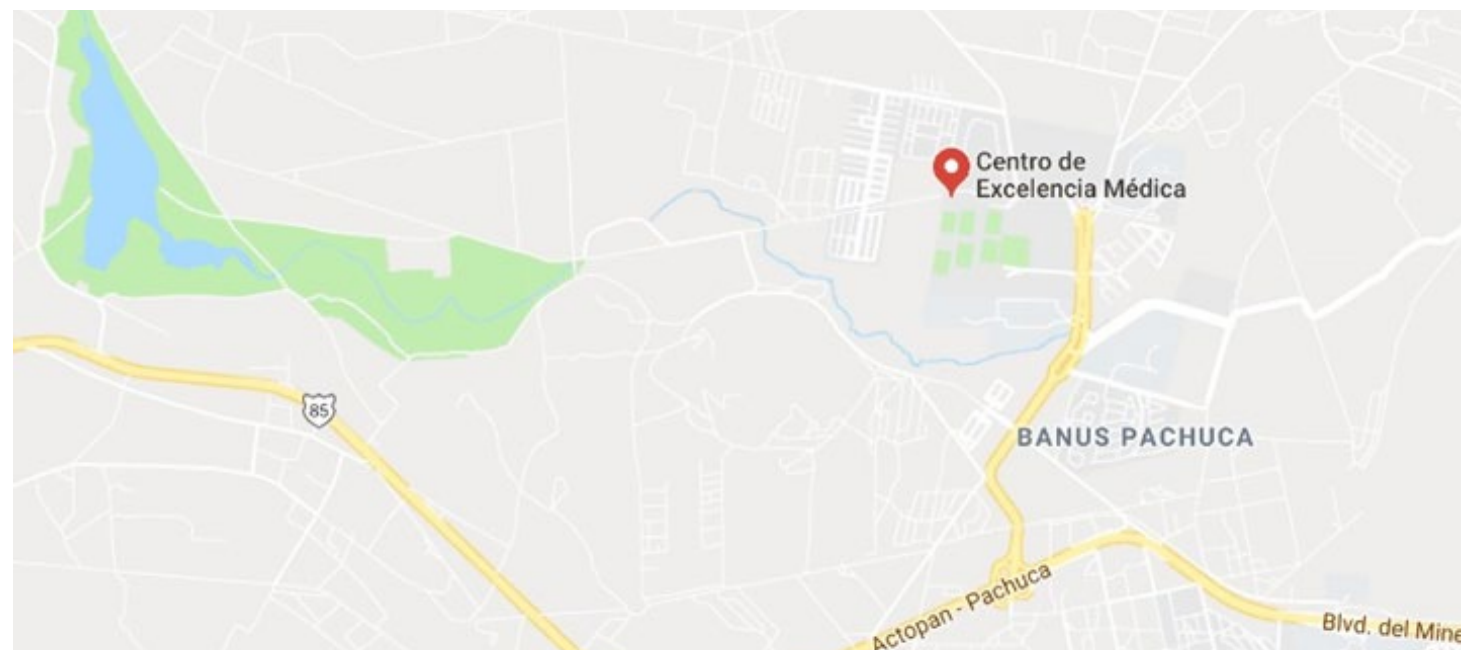 Centro de
Excelencia Médica
85
BANUS PACHUCA
Actopan - Pachuca
Blvd. del Mine